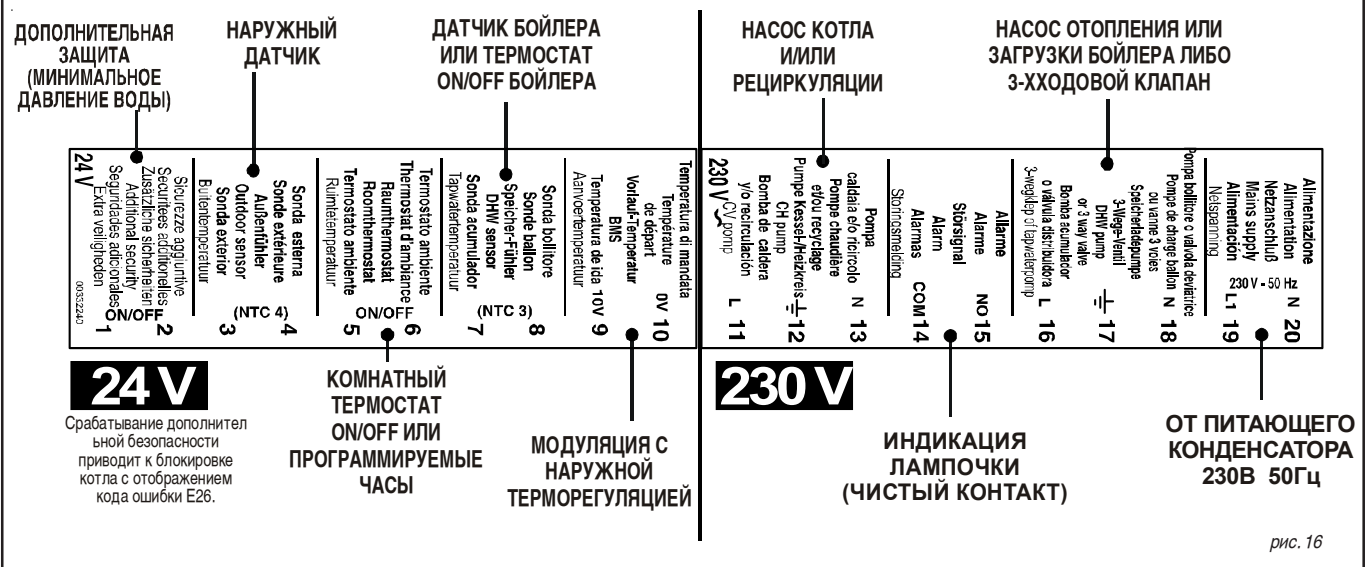 ДОПОЛНИТЕЛЬНАЯ
ЗАЩИТА
(МИНИМАЛЬНОЕ
ДАВЛЕНИЕ ВОДЫ)
НАРУЖНЫЙ
ДАТЧИК
ДАТЧИК БОЙЛЕРА
ИЛИ ТЕРМОСТАТ
ON/OFF БОЙЛЕРА
НАСОС КОТЛА
И/ИЛИ
РЕЦИРКУЛЯЦИИ
НАСОС ОТОПЛЕНИЯ ИЛИ
ЗАГРУЗКИ БОЙЛЕРА ЛИБО
3-ХХОДОВОЙ КЛАПАН
24 V
Sicurezze aggiuntive
Securitees additionelles
Zusätzliche sicherheiten
Additional security
Seguridades adicionales
Extra veiligheden
00332240
ON/OFF
1
2
Sonda esterna
Sonde extérieure
Außenfühler
Outdoor sensor
Sonda exterior
Buitentemperatuur
(NTC 4)
3
4
Termostato ambiente
Thermostat d'ambiance
Raumthermostat
Roomthermostat
Termostato ambiente
Ruimteltemperatuur
ON/OFF
5
6
Sonda bollitore
Sonde ballon
Speicher-Fühler
DHW sensor
Sonda acumulador
Tapwatertemperatuur
(NTC 3)
7
8
Temperatura di mandata
Température
de départ
Vorlauf-Temperatur
BMS
Temperatura de ida
Aanvoertemperatuur
10V 9
0V 10
230 V
Pompa
caldaia e/o ricircolo
Pompe chaudière
et/ou recyclage
Pumpe Kessel-/Heizkreis
CH pump
Bomba de caldera
y/o recirculación
CV pomp
L 11
12
N 13
Allarme
Alarme
Störsignal
Alarm
Alarmas
Storingsmelding
COM 14
NO 15
Pompa bollitore o valvola deviatrice
Pompe de charge ballon
ou vanne 3 voies
Speicherladepumpe
3-Wege-Ventil
DHW pump
or 3 way valve
Bomba acumulador
o válvula distribuidora
3-wegklep of tapwaterpomp
L 16
17
N 18
Alimentazione
Alimentation
Netzanschluß
Mains supply
Alimentación
Netspanning
230 V - 50 Hz
L1 19
N 20
24 V
Срабатывание дополнител
ьной безопасности
приводит к блокировке
котла с отображением
кода ошибки E26.
КОМНАТНЫЙ
ТЕРМОСТАТ
ON/OFF ИЛИ
ПРОГРАММИРУЕМЫЕ
ЧАСЫ
МОДУЛЯЦИЯ С
НАРУЖНОЙ
ТЕРМОРЕГУЛЯЦИЕЙ
230 V
ИНДИКАЦИЯ
ЛАМПОЧКИ
(ЧИСТЫЙ КОНТАКТ)
ОТ ПИТАЮЩЕГО
КОНДЕНСАТОРА
230В 50Гц
рис. 16